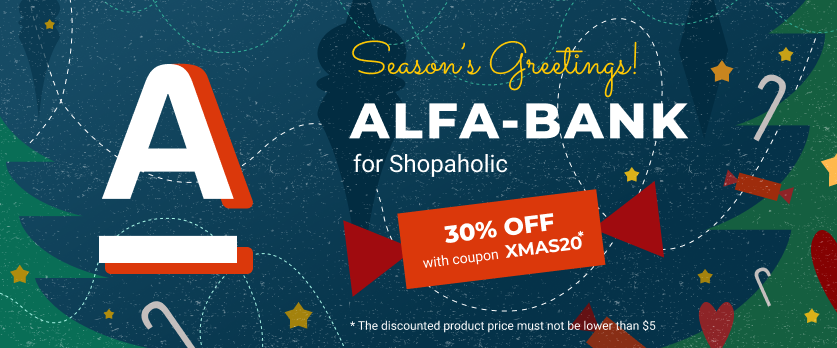 A
Season's Greetings!
ALFA-BANK
for Shopaholic
30% OFF
with coupon XMAS20*
* The discounted product price must not be lower than $5